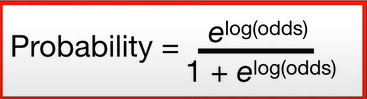 Probability = e^log(odds) / 1 + e^log(odds)